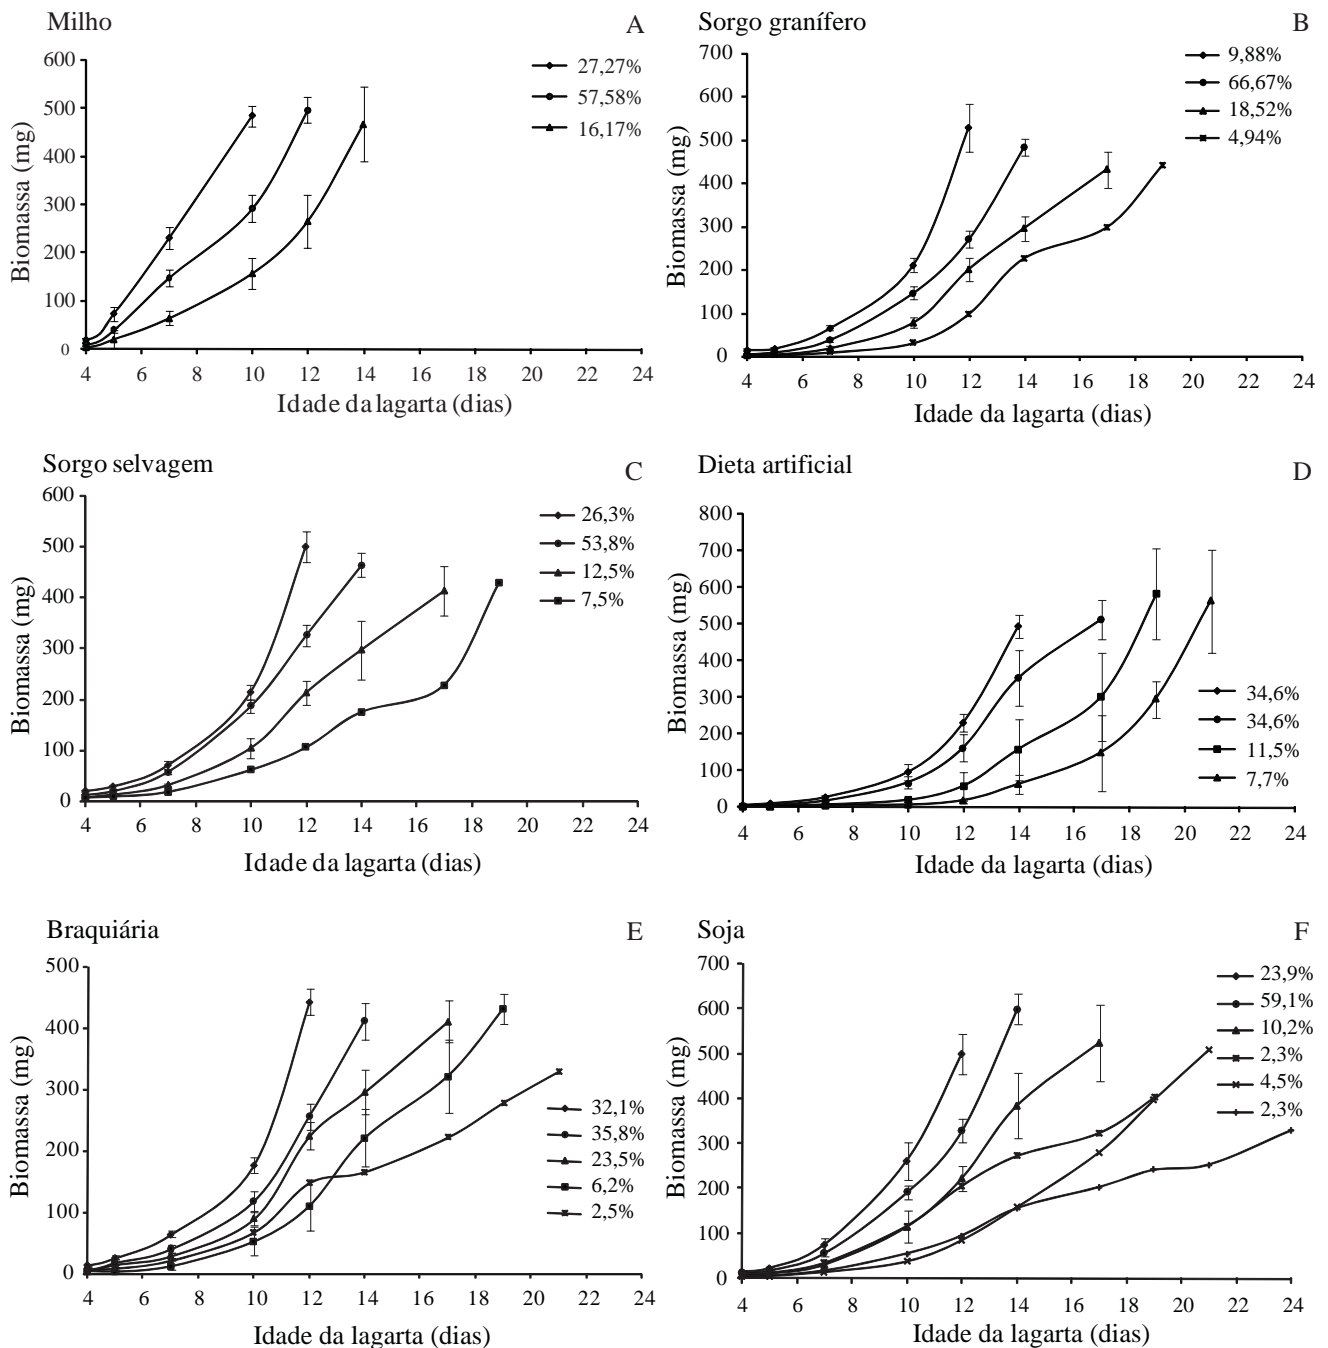 Milho
A
600
500
400
300
200
100
0
Biomassa (mg)
27,27%
57,58%
16,17%
4 6 8 10 12 14 16 18 20 22 24
Idade da lagarta (dias)
Sorgo granífero
B
700
600
500
400
300
200
100
0
Biomassa (mg)
9,88%
66,67%
18,52%
4,94%
4 6 8 10 12 14 16 18 20 22 24
Idade da lagarta (dias)
Sorgo selvagem
C
600
500
400
300
200
100
0
Biomassa (mg)
26,3%
53,8%
12,5%
7,5%
4 6 8 10 12 14 16 18 20 22 24
Idade da lagarta (dias)
Dieta artificial
D
800
700
600
500
400
300
200
100
0
Biomassa (mg)
34,6%
34,6%
11,5%
7,7%
4 6 8 10 12 14 16 18 20 22 24
Idade da lagarta (dias)
Braquiária
E
500
400
300
200
100
0
Biomassa (mg)
32,1%
35,8%
23,5%
6,2%
2,5%
4 6 8 10 12 14 16 18 20 22 24
Idade da lagarta (dias)
Soja
F
700
600
500
400
300
200
100
0
Biomassa (mg)
23,9%
59,1%
10,2%
2,3%
4,5%
2,3%
4 6 8 10 12 14 16 18 20 22 24
Idade da lagarta (dias)